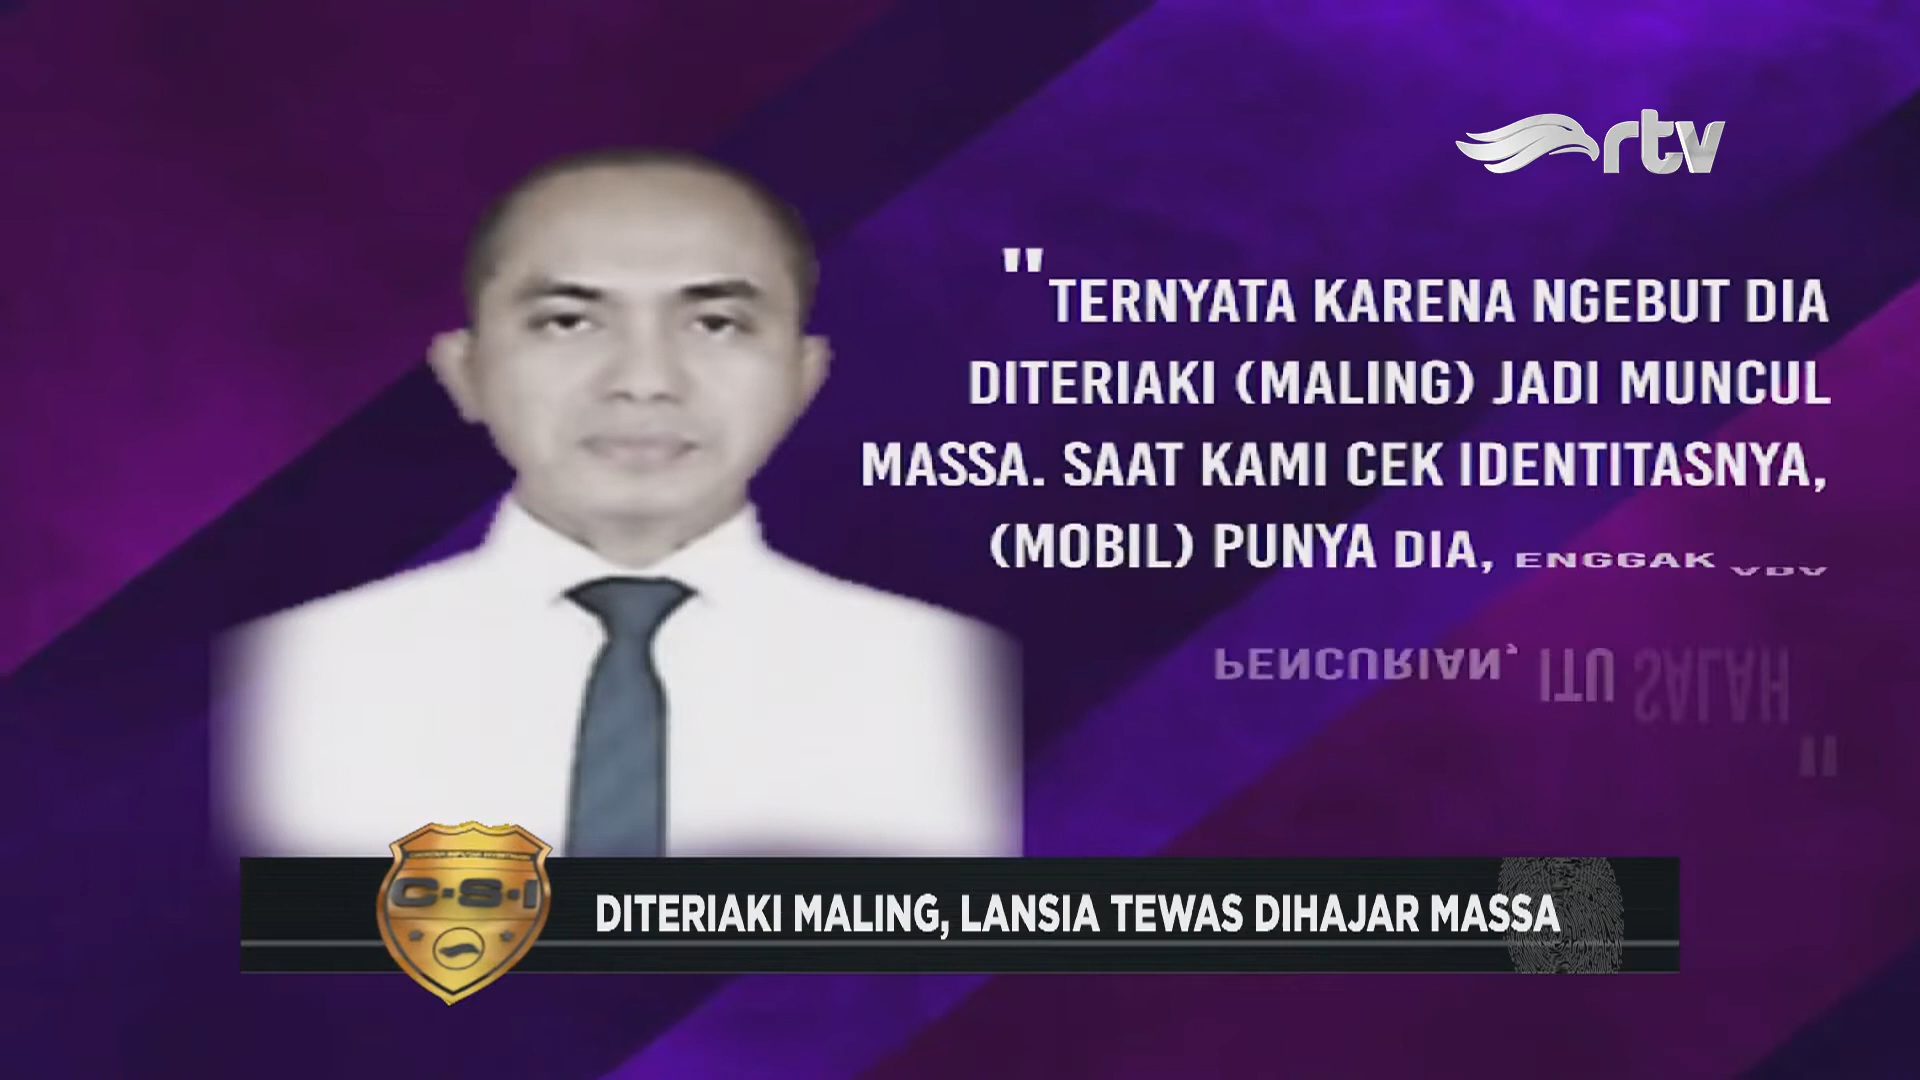 rtv
"TERNYATA KARENA NGEBUT DIA
DITERIAKI (MALING) JADI MUNCUL
MASSA. SAAT KAMI CEK IDENTITASNYA,
(MOBIL) PUNYA DIA, ENGGAK ADA
PENCURIAN, ITU SALAH
"
C·S·I
DITERIAKI MALING, LANSIA TEWAS DIHAJAR MASSA